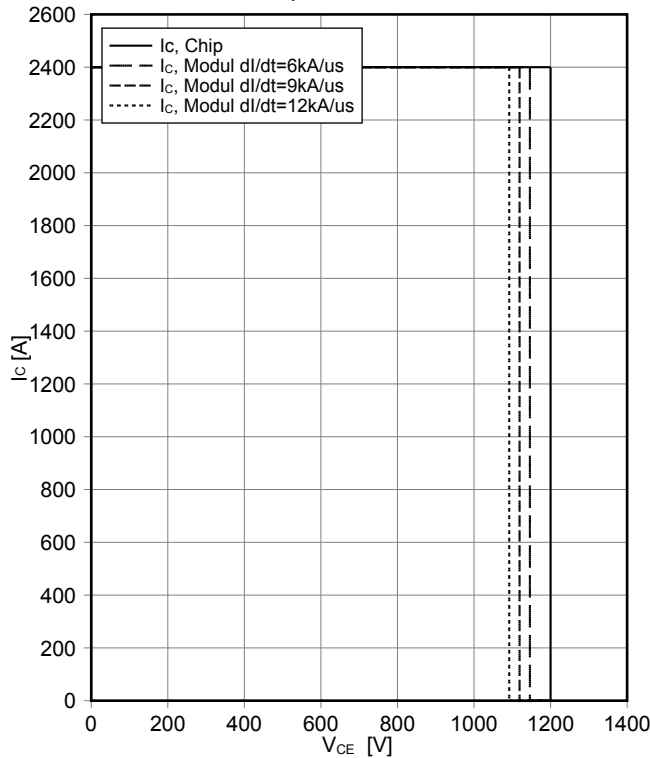 2600
2400
2200
2000
1800
1600
1400
1200
1000
800
600
400
200
0
IC [A]
Ic, Chip
IC, Modul dI/dt=6kA/us
IC, Modul dI/dt=9kA/us
IC, Modul dI/dt=12kA/us
0 200 400 600 800 1000 1200 1400
VCE [V]